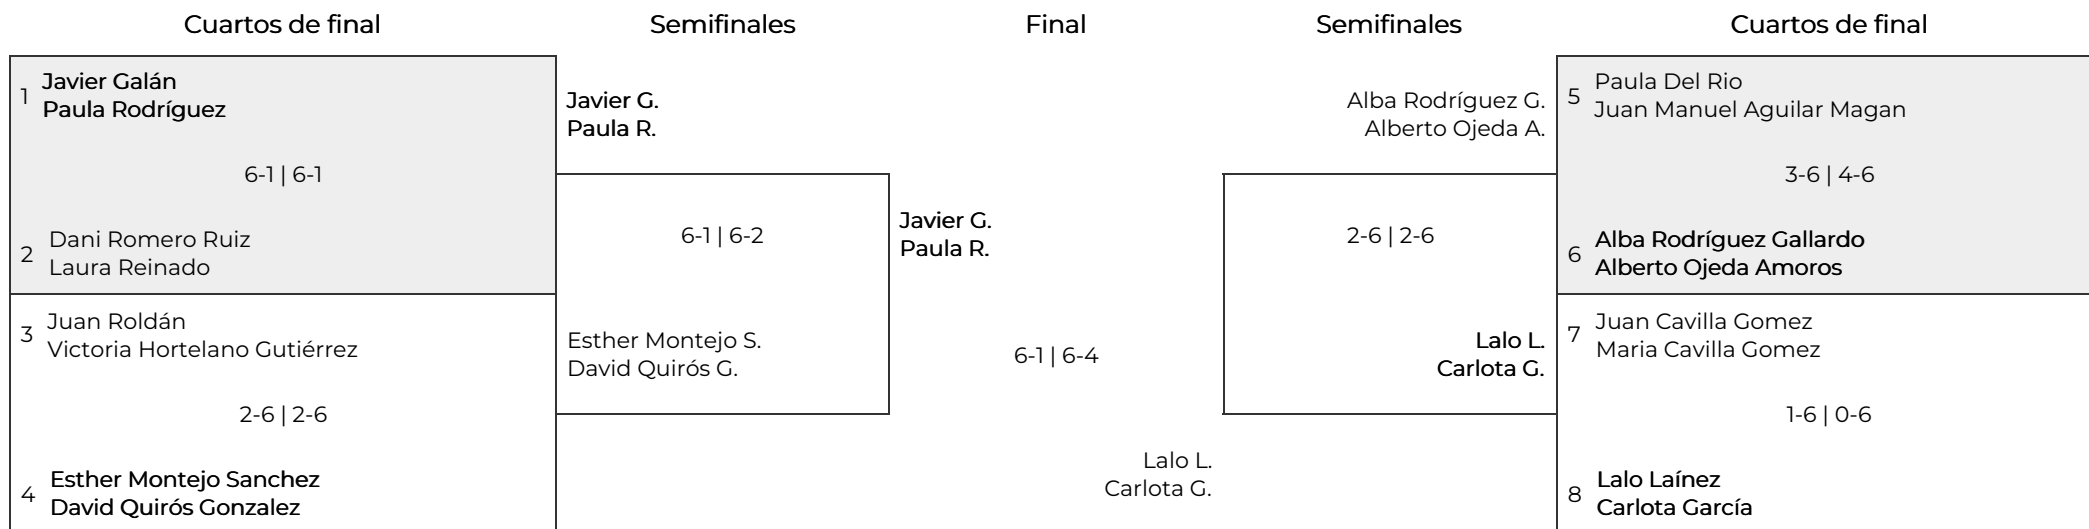 Cuartos de final
Semifinales
Final
Semifinales
Cuartos de final
1
Javier Galán
Paula Rodríguez
6-1 | 6-1
2
Dani Romero Ruiz
Laura Reinado
3
Juan Roldán
Victoria Hortelano Gutiérrez
2-6 | 2-6
4
Esther Montejo Sanchez
David Quirós Gonzalez
Javier G.
Paula R.
6-1 | 6-2
Esther Montejo S.
David Quirós G.
Javier G.
Paula R.
6-1 | 6-4
Lalo L.
Carlota G.
Alba Rodríguez G.
Alberto Ojeda A.
2-6 | 2-6
Lalo L.
Carlota G.
5
Paula Del Rio
Juan Manuel Aguilar Magan
3-6 | 4-6
6
Alba Rodríguez Gallardo
Alberto Ojeda Amoros
7
Juan Cavilla Gomez
Maria Cavilla Gomez
1-6 | 0-6
8
Lalo Laínez
Carlota García